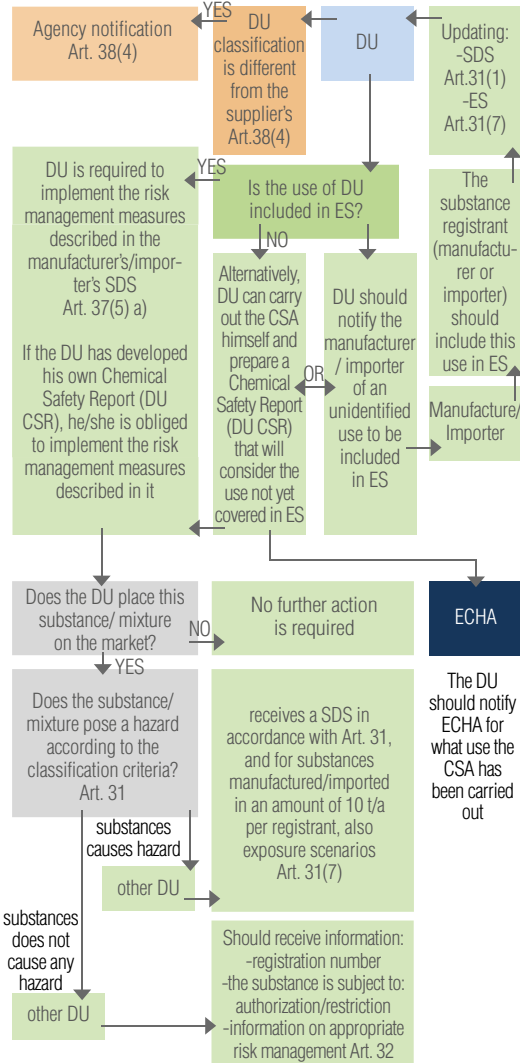 Agency notification
Art. 38(4)
YES
DU
classification
is different
from the
supplier's
Art.38(4)
DU
Updating:
-SDS
Art.31(1)
-ES
Art.31(7)
DU is required to
implement the risk
management measures
described in the
manufacturer's/impor-
ter's SDS
Art. 37(5) a)
If the DU has developed
his own Chemical
Safety Report (DU
CSR), he/she is obliged
to implement the risk
management measures
described in it
YES
Is the use of DU
included in ES?
NO
Alternatively,
DU can carry
out the CSA
himself and
prepare a
Chemical
Safety Report
(DU CSR)
that will
consider the
use not yet
covered in ES
OR
DU should
notify the
manufacturer
/ importer
of an
unidentified
use to be
included
in ES
The
substance
registrant
(manufactu-
rer or
importer)
should
include this
use in ES
Manufacture/
Importer
Does the DU place this
substance/ mixture
on the market?
NO
No further action
is required
ECHA
The DU
should notify
ECHA for
what use the
CSA has
been carried
out
YES
Does the substance/
mixture pose a hazard
according to the
classification criteria?
Art. 31
substances
causes hazard
other DU
receives a SDS in
accordance with Art. 31,
and for substances
manufactured/imported
in an amount of 10 t/a
per registrant, also
exposure scenarios
Art. 31(7)
substances
does not
cause any
hazard
other DU
Should receive information:
-registration number
-the substance is subject to:
authorization/restriction
-information on appropriate
risk management Art. 32